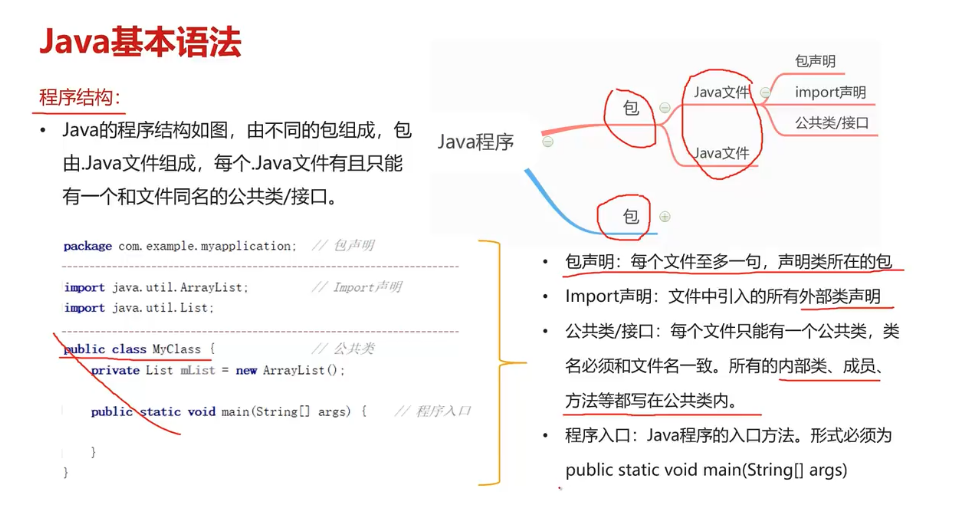 Java基本语法
程序结构：
• Java的程序结构如图，由不同的包组成，包
由.Java文件组成，每个.Java文件有且只能
有一个和文件同名的公共类/接口。
Java程序
包
Java文件
包声明
import声明
公共类/接口
Java文件
包
package com.example.myapplication; // 包声明
import java.util.ArrayList; // Import声明
import java.util.List;
public class MyClass { // 公共类
private List mList = new ArrayList();
public static void main(String[] args) { // 程序入口
}
}
• 包声明：每个文件至多一句，声明类所在的包
• Import声明：文件中引入的所有外部类声明
• 公共类/接口：每个文件只能有一个公共类，类
名必须和文件名一致。所有的内部类、成员、
方法等都写在公共类内。
• 程序入口：Java程序的入口方法。形式必须为
public static void main(String[] args)